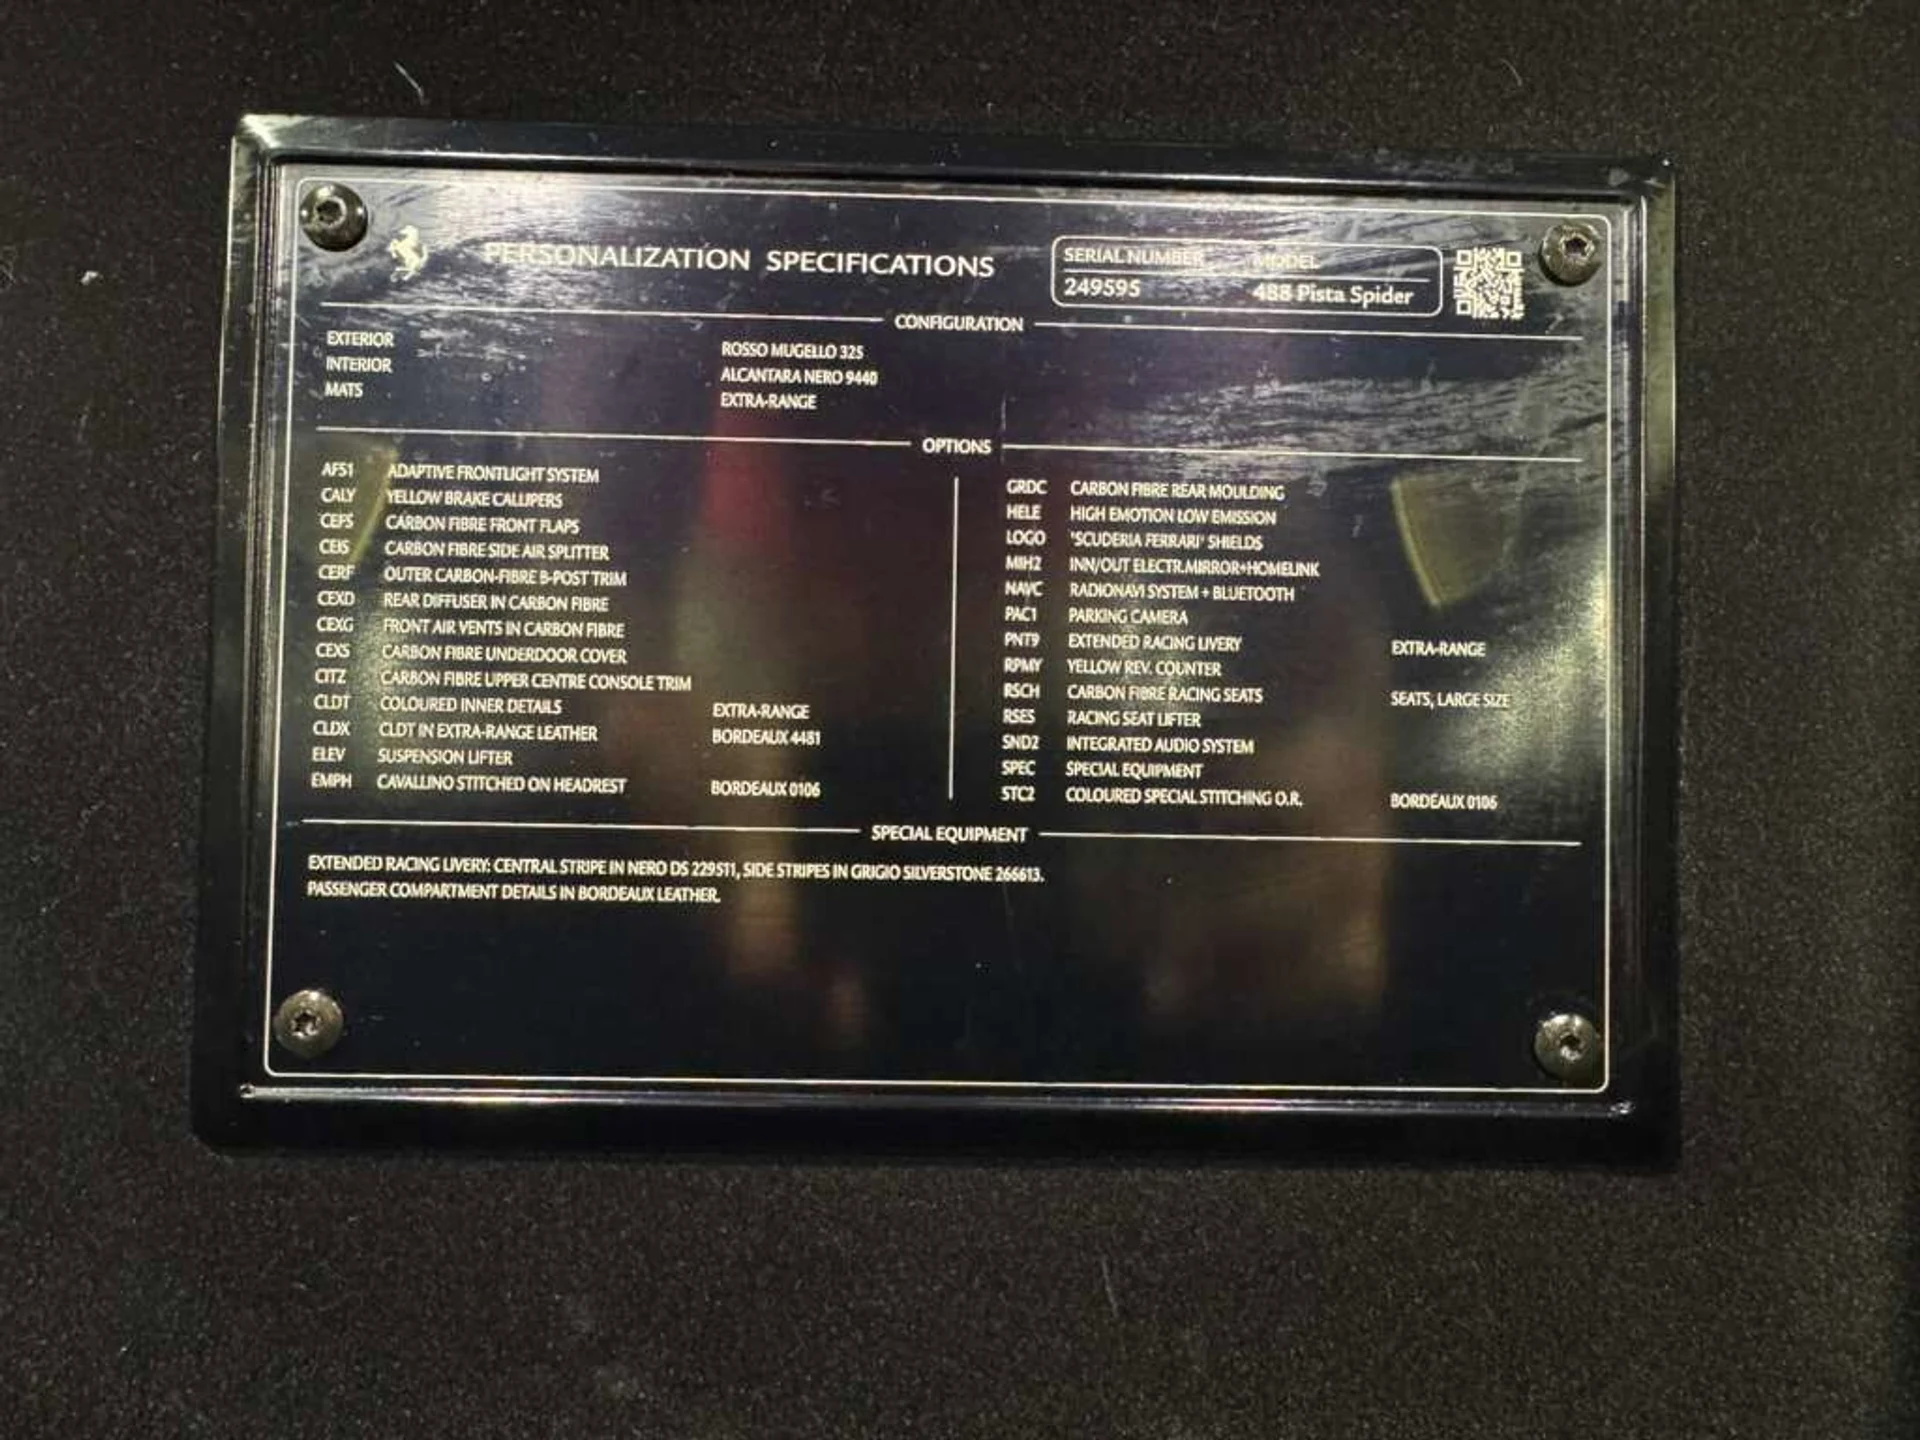 PERSONALIZATION SPECIFICATIONS
SERIAL NUMBER MODEL
249595 488 Pista Spider
CONFIGURATION
EXTERIOR ROSSO MUGELLO 325
INTERIOR ALCANTARA NERO 9440
MATS EXTRA-RANGE
OPTIONS
AFS1 ADAPTIVE FRONTLIGHT SYSTEM
CALY YELLOW BRAKE CALLIPERS
CEFS CARBON FIBRE FRONT FLAPS
CEIS CARBON FIBRE SIDE AIR SPLITTER
CERF OUTER CARBON-FIBRE B-POST TRIM
CEXD REAR DIFFUSER IN CARBON FIBRE
CEXG FRONT AIR VENTS IN CARBON FIBRE
CEXS CARBON FIBRE UNDERDOOR COVER
CITZ CARBON FIBRE UPPER CENTRE CONSOLE TRIM
CLDT COLOURED INNER DETAILS EXTRA-RANGE
CLDX CLDT IN EXTRA-RANGE LEATHER BORDEAUX 4481
ELEV SUSPENSION LIFTER
EMPH CAVALLINO STITCHED ON HEADREST BORDEAUX 0106
GRDC CARBON FIBRE REAR MOULDING
HELE HIGH EMOTION LOW EMISSION
LOGO "SCUDERIA FERRARI" SHIELDS
MIH2 INN/OUT ELECTR.MIRROR+HOMELINK
NAVC RADIONAVI SYSTEM + BLUETOOTH
PAC1 PARKING CAMERA
PNT9 EXTENDED RACING LIVERY EXTRA-RANGE
RPMY YELLOW REV. COUNTER
RSCH CARBON FIBRE RACING SEATS SEATS, LARGE SIZE
RSES RACING SEAT LIFTER
SND2 INTEGRATED AUDIO SYSTEM
SPEC SPECIAL EQUIPMENT
STC2 COLOURED SPECIAL STITCHING O.R. BORDEAUX 0106
SPECIAL EQUIPMENT
EXTENDED RACING LIVERY: CENTRAL STRIPE IN NERO DS 229511, SIDE STRIPES IN GRIGIO SILVERSTONE 266613.
PASSENGER COMPARTMENT DETAILS IN BORDEAUX LEATHER.